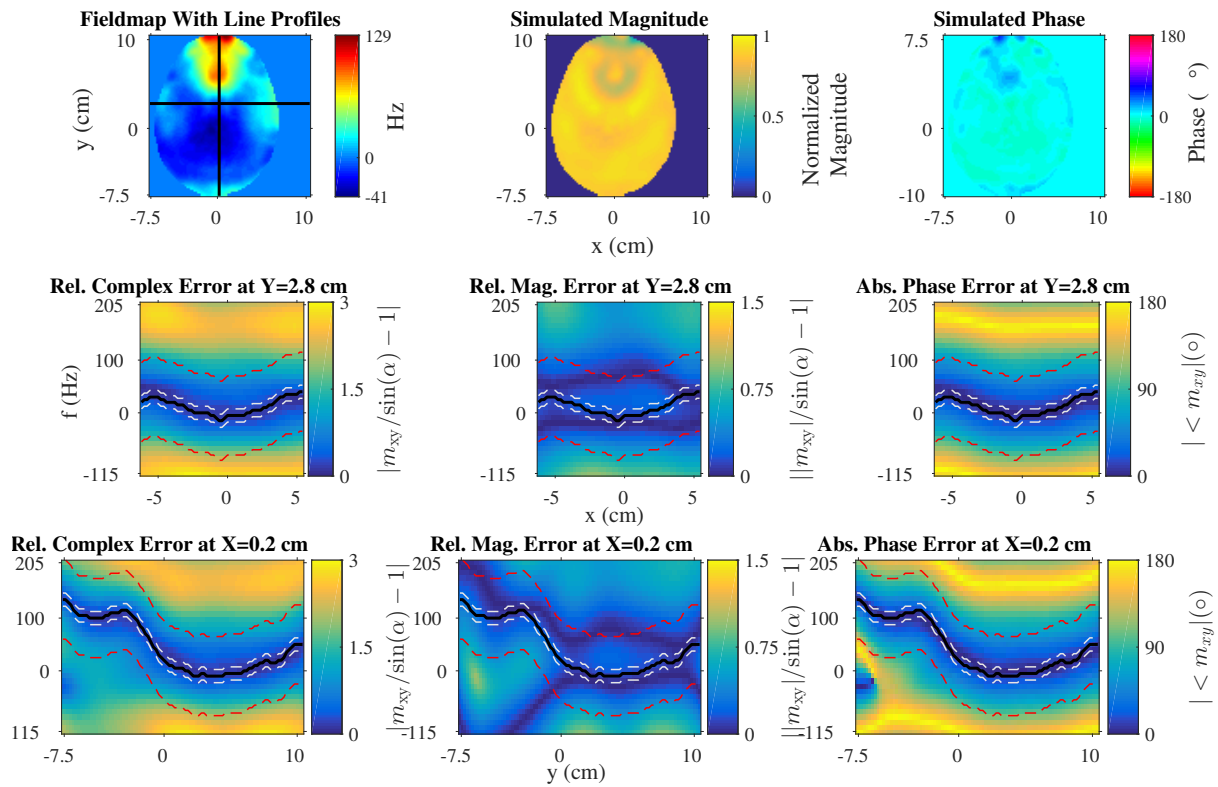 Fieldmap With Line Profiles
Simulated Magnitude
Simulated Phase
10
0
-7.5
y (cm)
-7.5 0 10
129
0
-41
Hz
10
0
-7.5
-7.5 0 10
x (cm)
1
0.5
0
Normalized
Magnitude
7.5
0
-10
-7.5 0 10
180
0
-180
Phase ( °)
Rel. Complex Error at Y=2.8 cm
Rel. Mag. Error at Y=2.8 cm
Abs. Phase Error at Y=2.8 cm
205
100
0
-115
f (Hz)
-5 0 5
3
1.5
0
|m_xy/sin(α) − 1|
205
100
0
-115
-5 0 5
x (cm)
1.5
0.75
0
||m_xy|/sin(α) − 1|
205
100
0
-115
-5 0 5
180
90
0
| < m_xy|(○)
Rel. Complex Error at X=0.2 cm
Rel. Mag. Error at X=0.2 cm
Abs. Phase Error at X=0.2 cm
205
100
0
115
-7.5 0 10
3
1.5
0
|m_xy/sin(α) − 1|
100
0
-7.5 0 10
y (cm)
1.5
0.75
0
||m_xy|/sin(α) − 1|
100
0
115
-7.5 0 10
180
90
0
| < m_xy|(○)